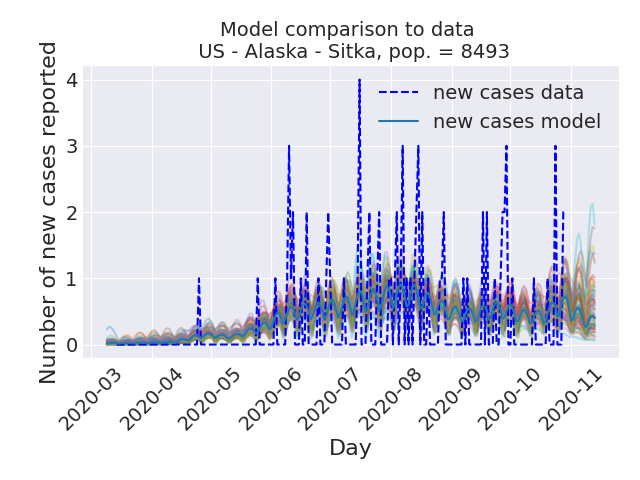 Model comparison to data
US - Alaska - Sitka, pop. = 8493
Number of new cases reported
4
3
2
1
0
new cases data
new cases model
2020-03
2020-04
2020-05
2020-06
2020-07
2020-08
2020-09
2020-10
2020-11
Day